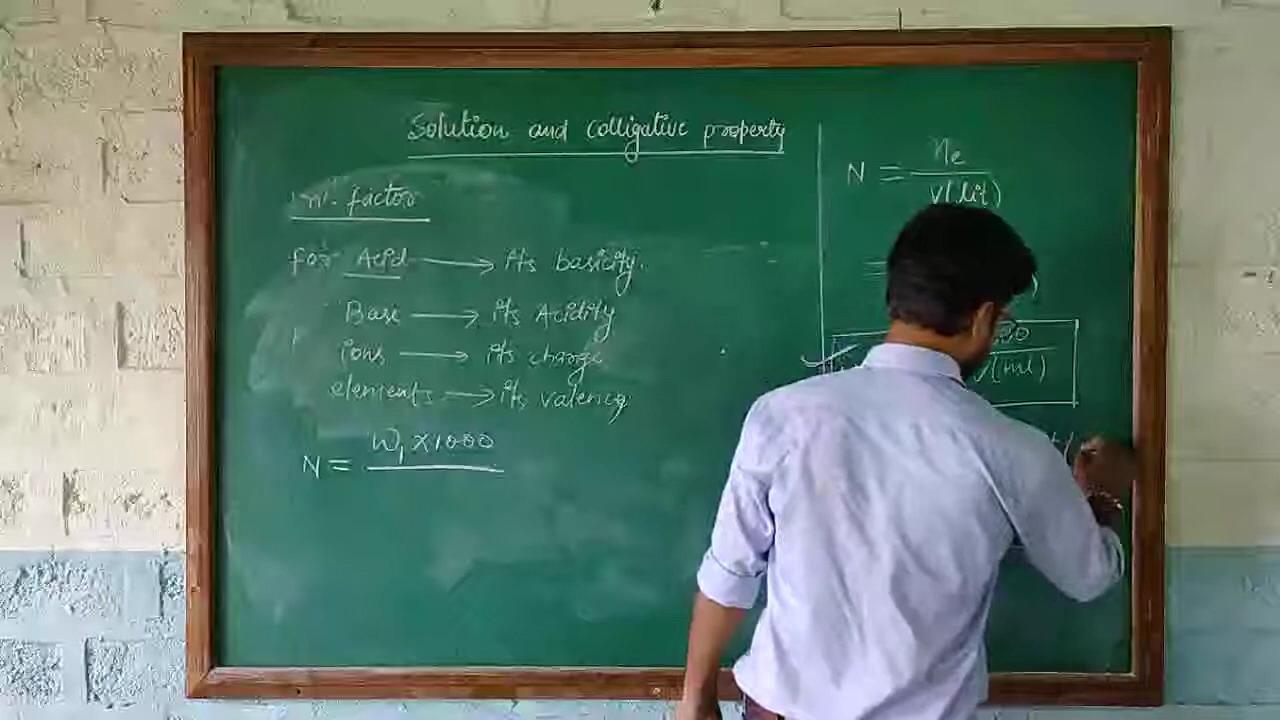 Solution and colligative property
"n". factor
for Acid → its basicity.
Base → its Acidity
ions → its charge
elements → its valency
N = W₁×1000
N = ne
V(lit)
=
V(ml)